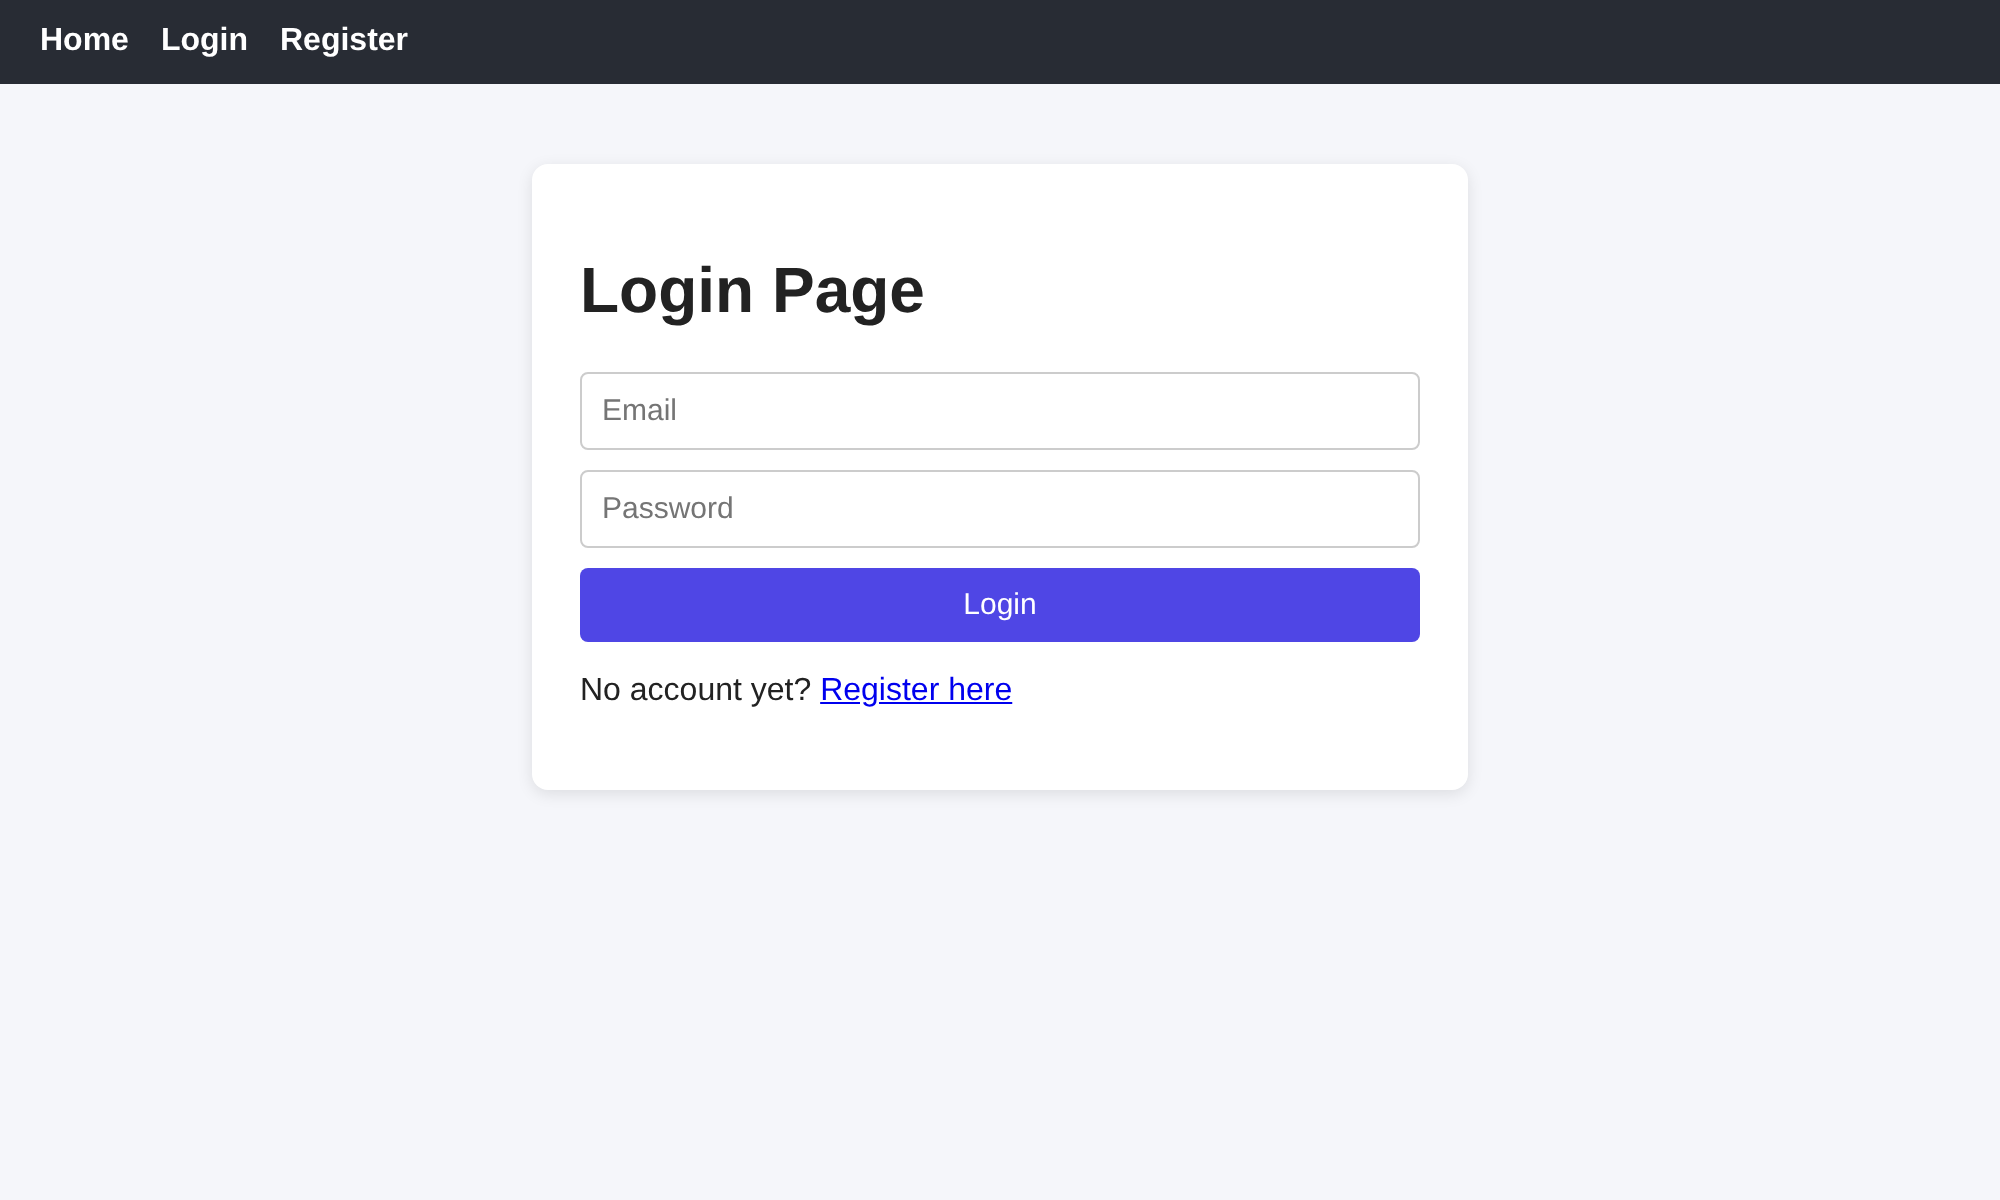 Home Login Register
Login Page
Email
Password
Login
No account yet? Register here